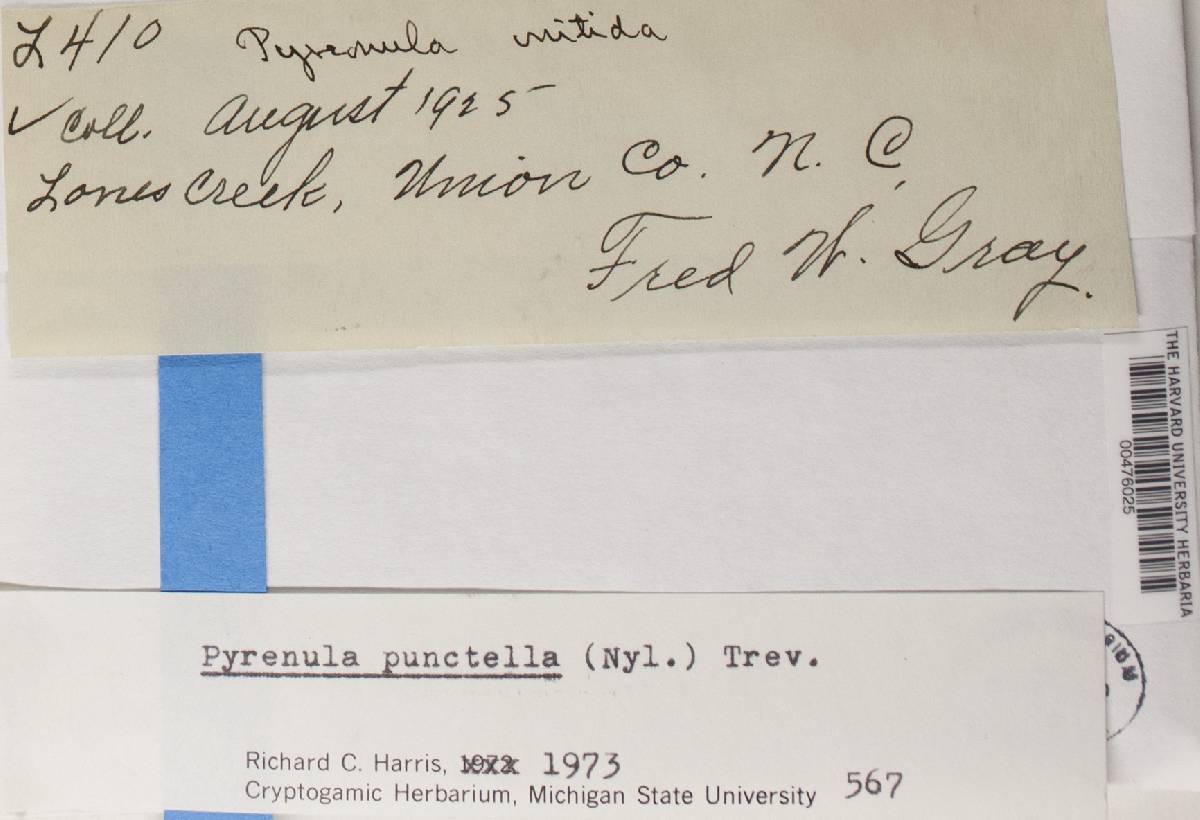 L 410 Pyrenula nitida
✓ Coll. August 1925
Lanes Creek, Union Co. N. C.
Fred W. Gray.
THE HARVARD UNIVERSITY HERBARIA
00476025
Pyrenula punctella (Nyl.) Trev.
Richard C. Harris, 1972 1973
Cryptogamic Herbarium, Michigan State University 567